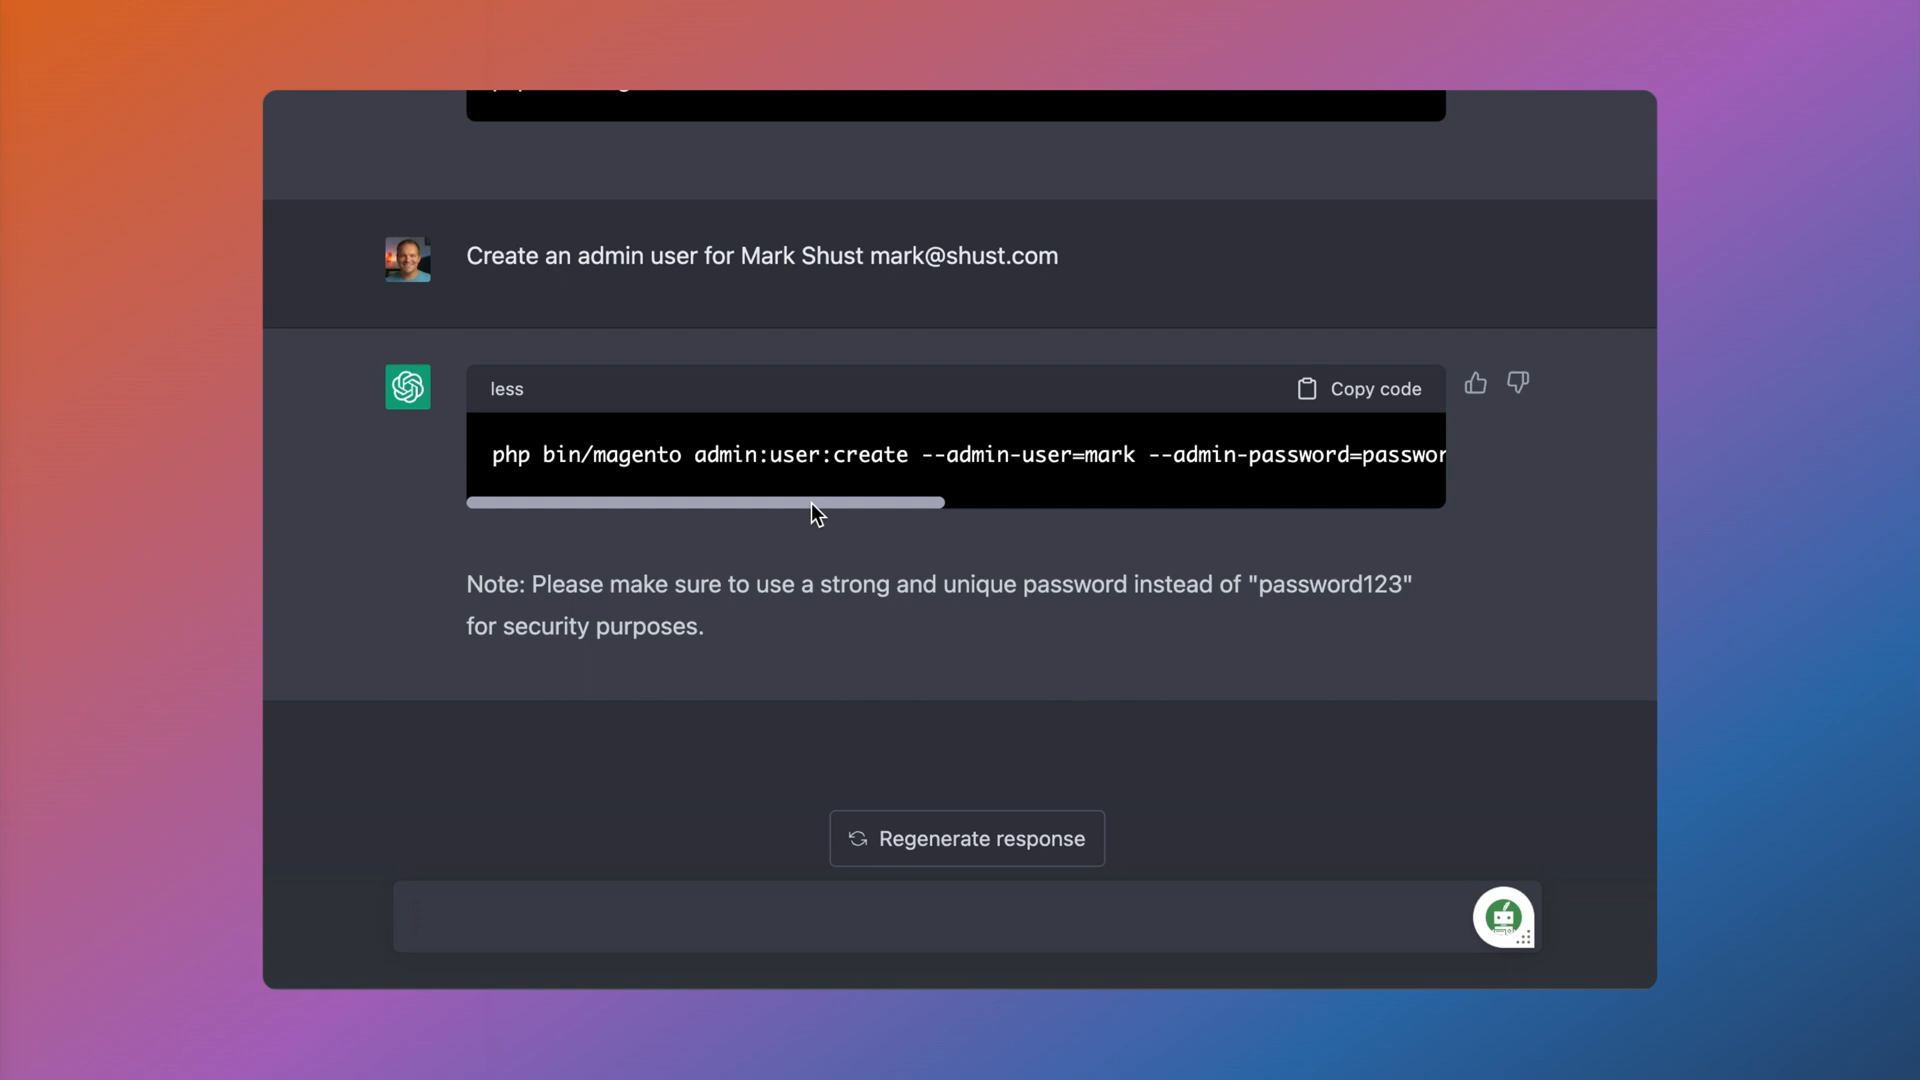 Create an admin user for Mark Shust mark@shust.com
less
Copy code
php bin/magento admin:user:create --admin-user=mark --admin-password=passwor
Note: Please make sure to use a strong and unique password instead of "password123"
for security purposes.
Regenerate response